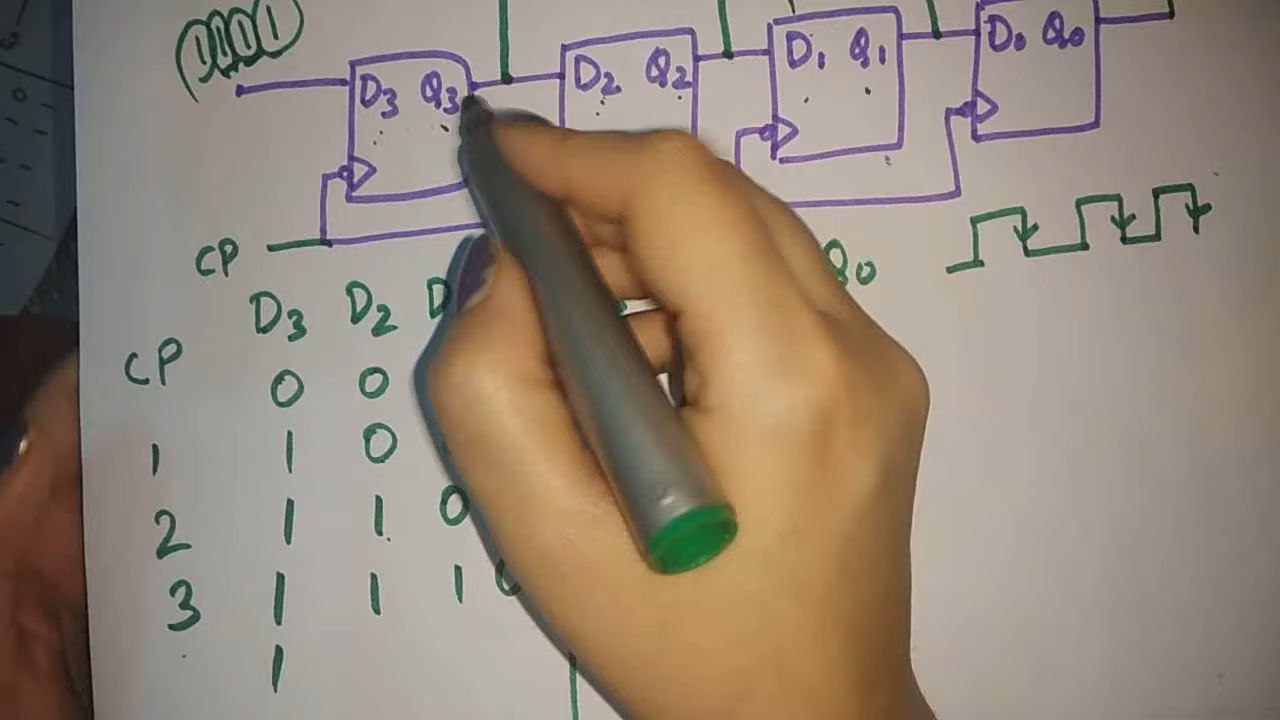 1101
D3 Q3 D2 Q2 D1 Q1 D0 Q0
CP
Q0
D3 D2 D
CP
0 0
1 1 0
2 1 1 0
3 1 1 1 0
1